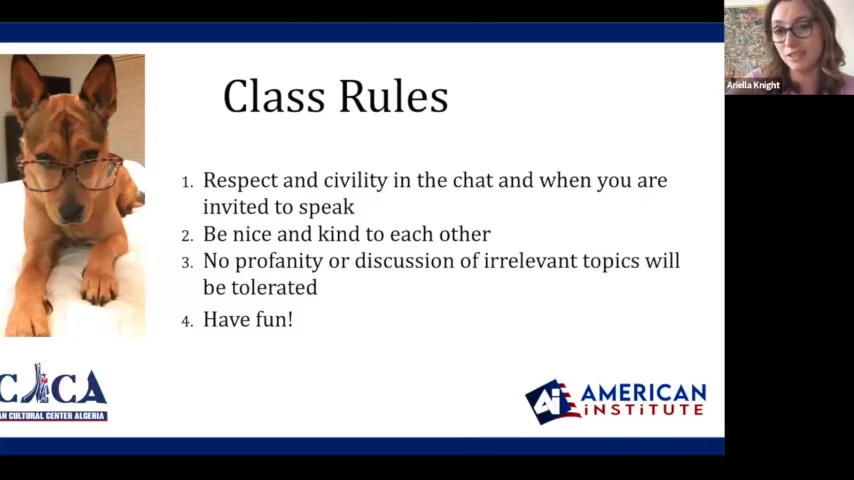 Ariella Knight
Class Rules
1. Respect and civility in the chat and when you are
invited to speak
2. Be nice and kind to each other
3. No profanity or discussion of irrelevant topics will
be tolerated
4. Have fun!
CACA
AN CULTURAL CENTER ALGERIA
Ai AMERICAN
INSTITUTE